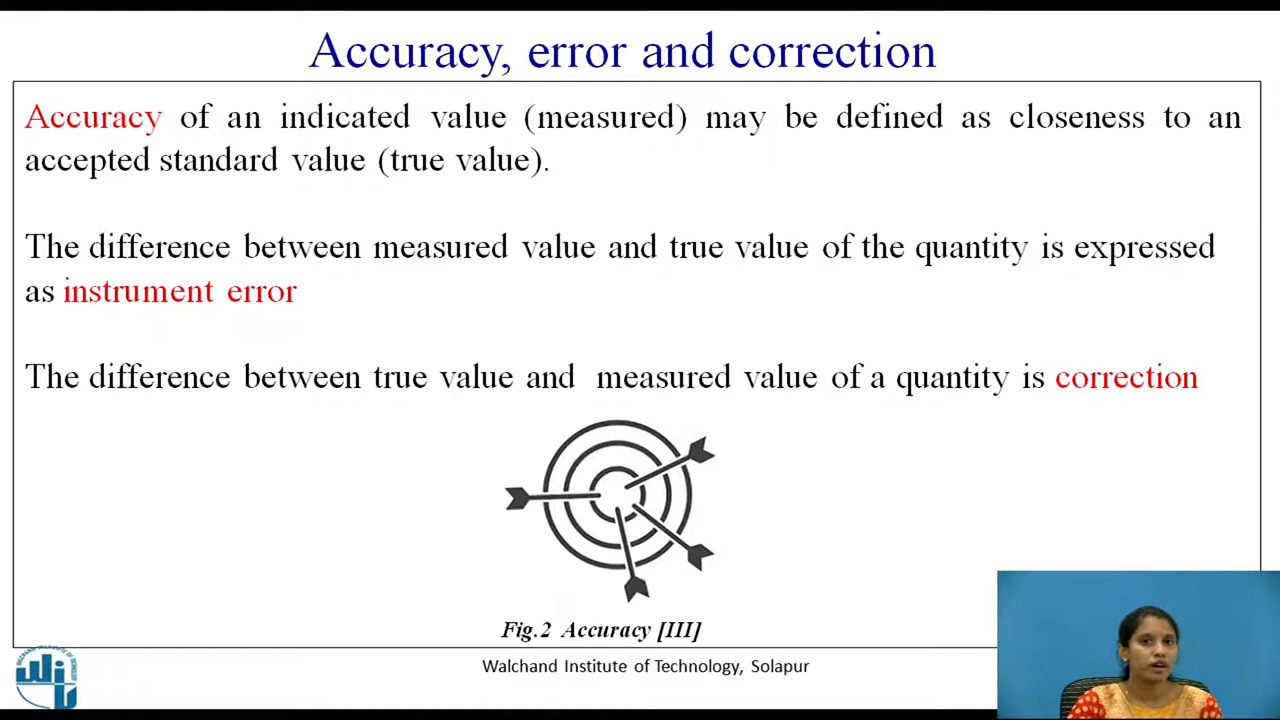 Accuracy, error and correction
Accuracy of an indicated value (measured) may be defined as closeness to an
accepted standard value (true value).
The difference between measured value and true value of the quantity is expressed
as instrument error
The difference between true value and measured value of a quantity is correction
Fig.2 Accuracy [III]
Walchand Institute of Technology, Solapur